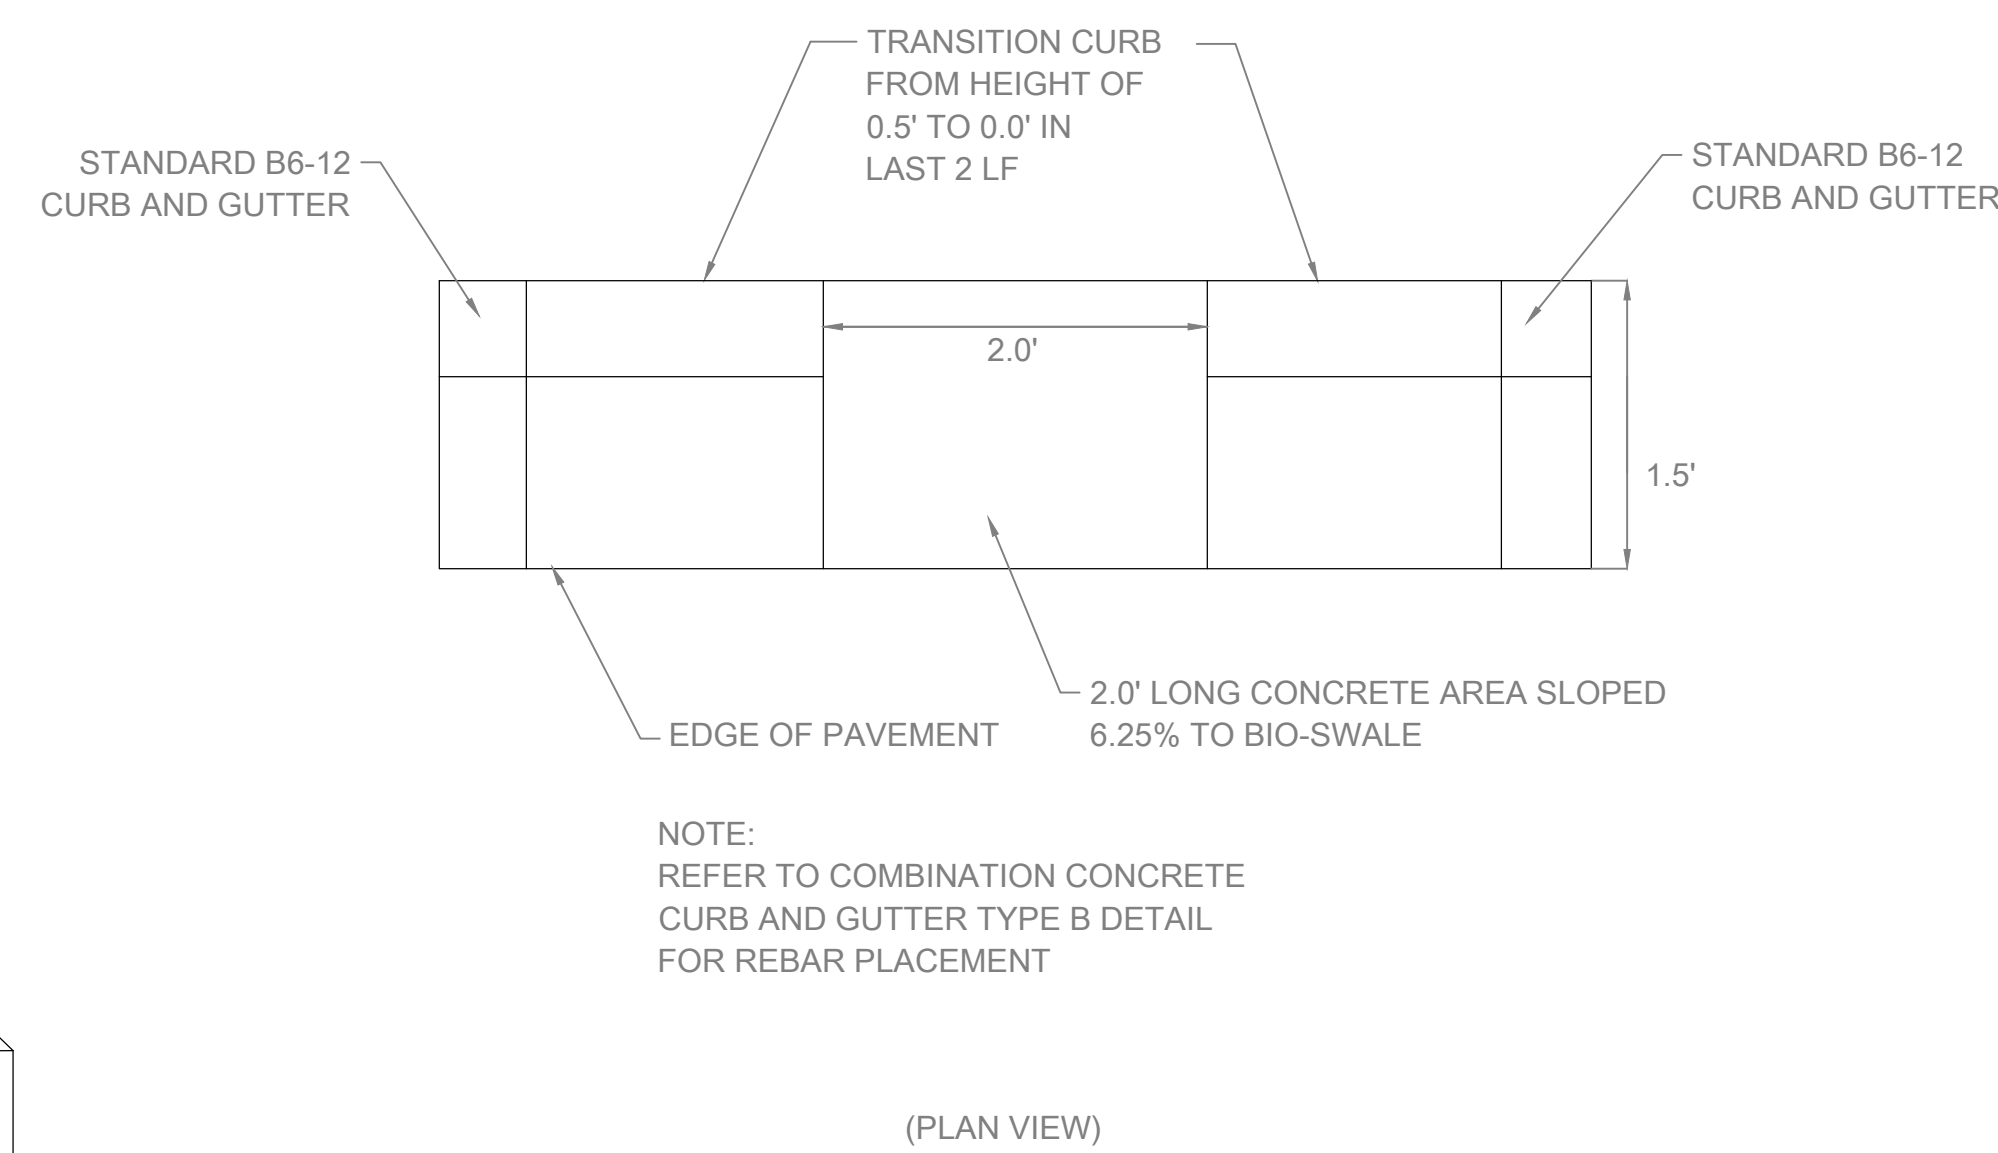 TRANSITION CURB
FROM HEIGHT OF
0.5' TO 0.0' IN
LAST 2 LF
STANDARD B6-12
CURB AND GUTTER
STANDARD B6-12
CURB AND GUTTER
2.0'
1.5'
2.0' LONG CONCRETE AREA SLOPED
6.25% TO BIO-SWALE
EDGE OF PAVEMENT
NOTE:
REFER TO COMBINATION CONCRETE
CURB AND GUTTER TYPE B DETAIL
FOR REBAR PLACEMENT
(PLAN VIEW)